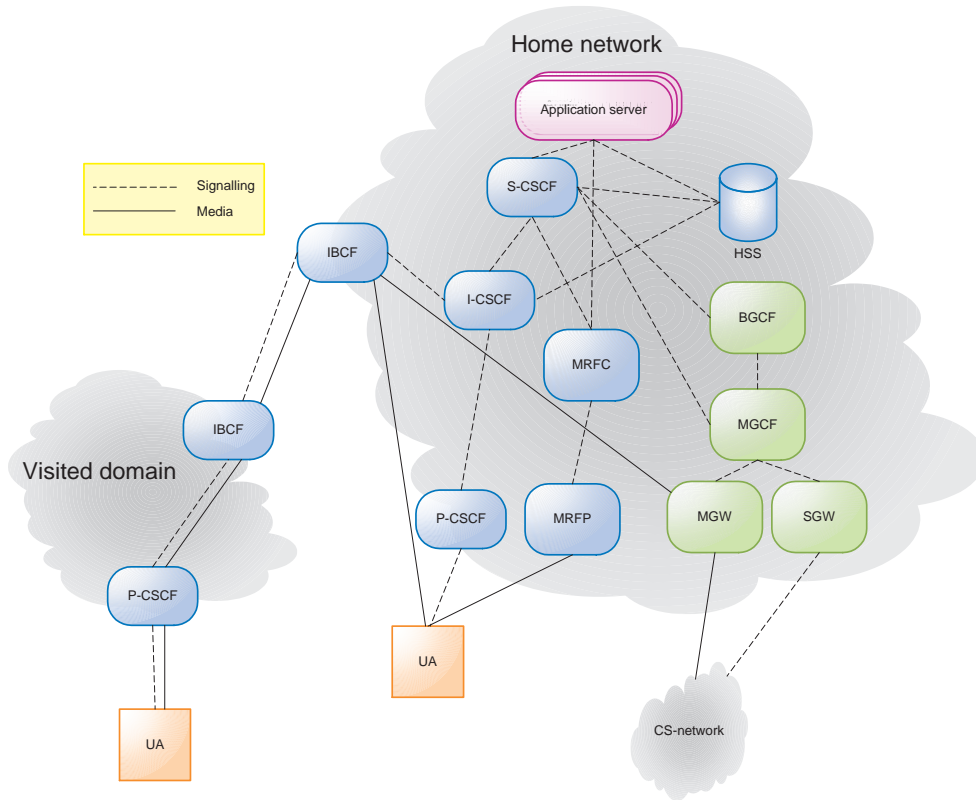 Home network
Application server
Signalling
Media
S-CSCF
HSS
IBCF
I-CSCF
BGCF
MRFC
MGCF
IBCF
Visited domain
P-CSCF
MRFP
MGW
SGW
P-CSCF
UA
UA
CS-network